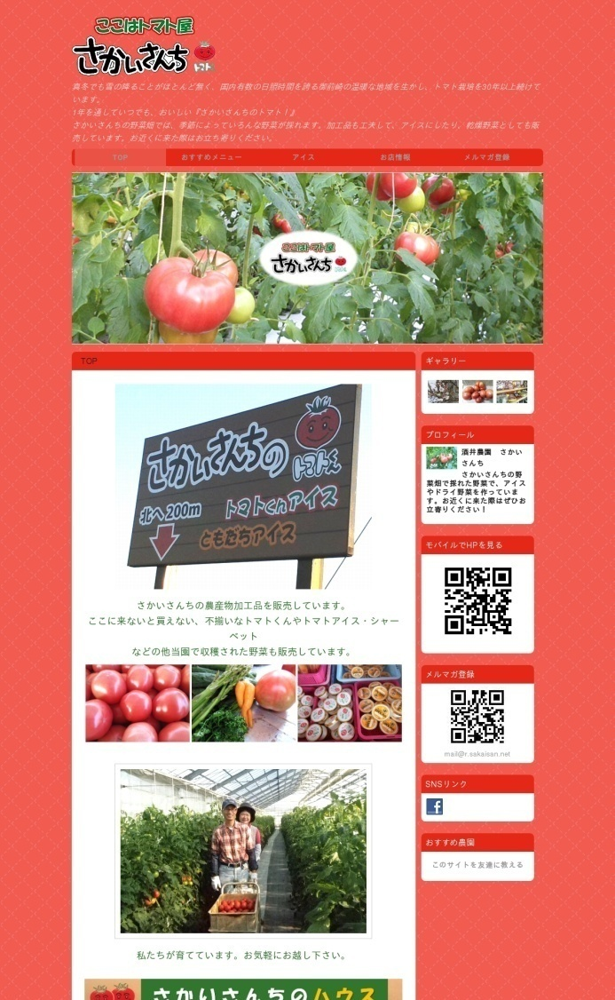 ここはトマト屋
さかいさんち
トマトくん
真冬でも雪の降ることがほとんど無く、国内有数の日照時間を誇る御前崎の温暖な地域を生かし、トマト栽培を30年以上続けて
います。
1年を通していつでも、おいしい『さかいさんちのトマト！』
さかいさんちの野菜畑では、季節によっていろんな野菜が採れます。加工品も工夫して、アイスにしたり、乾燥野菜としても販
売しています。お近くに来た際はお立ち寄りください。
TOP おすすめメニュー アイス お店情報 メルマガ登録
ここはトマト屋
さかいさんち
TOP
さかいさんちの
トマトくん
北へ200m
トマトくんアイス
ともだちアイス
さかいさんちの農産物加工品を販売しています。
ここに来ないと買えない、不揃いなトマトくんやトマトアイス・シャー
ベット
などの他当園で収穫された野菜も販売しています。
私たちが育てています。お気軽にお越し下さい。
さかいさんちのハウス
ギャラリー
プロフィール
酒井農園 さかい
さんち
さかいさんちの野
菜畑で採れた野菜で、アイス
やドライ野菜を作っていま
す。お近くに来た際はぜひお
立寄りください！
モバイルでHPを見る
メルマガ登録
mail@r.sakaisan.net
SNSリンク
おすすめ農園
このサイトを友達に教える